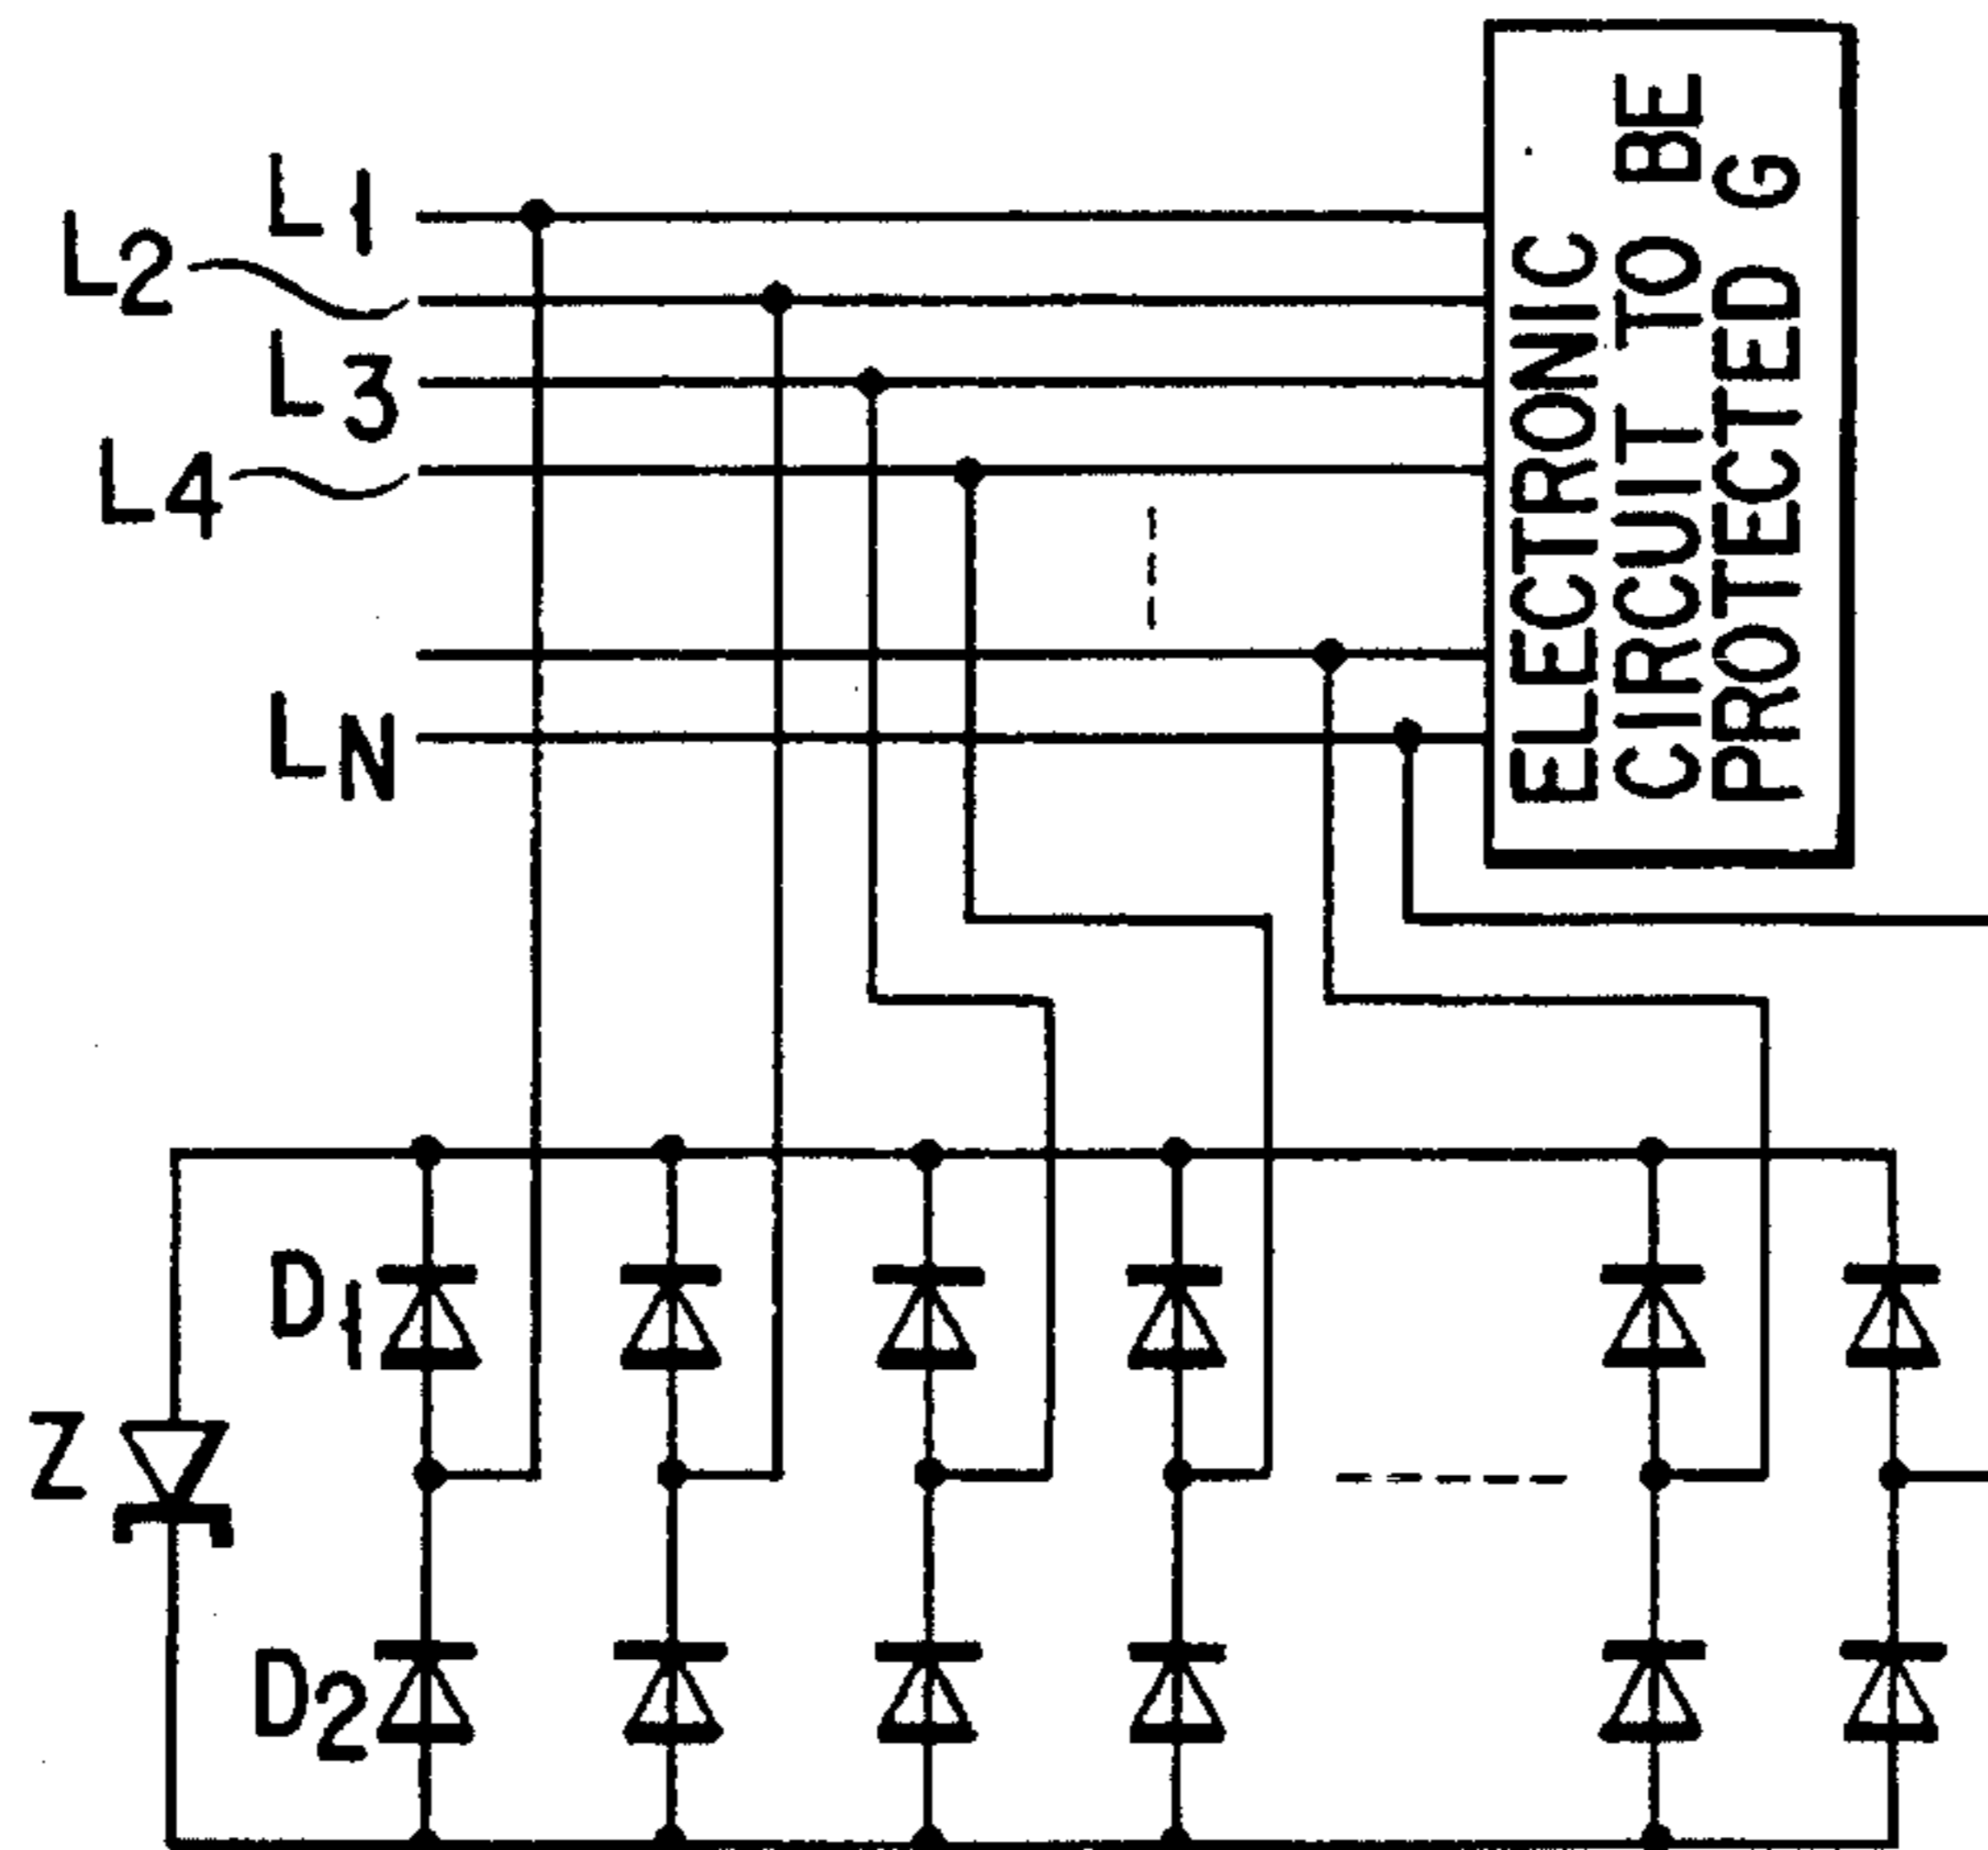 L1
L2
L3
L4
LN
ELECTRONIC
CIRCUIT TO BE
PROTECTED G
D1
Z
D2